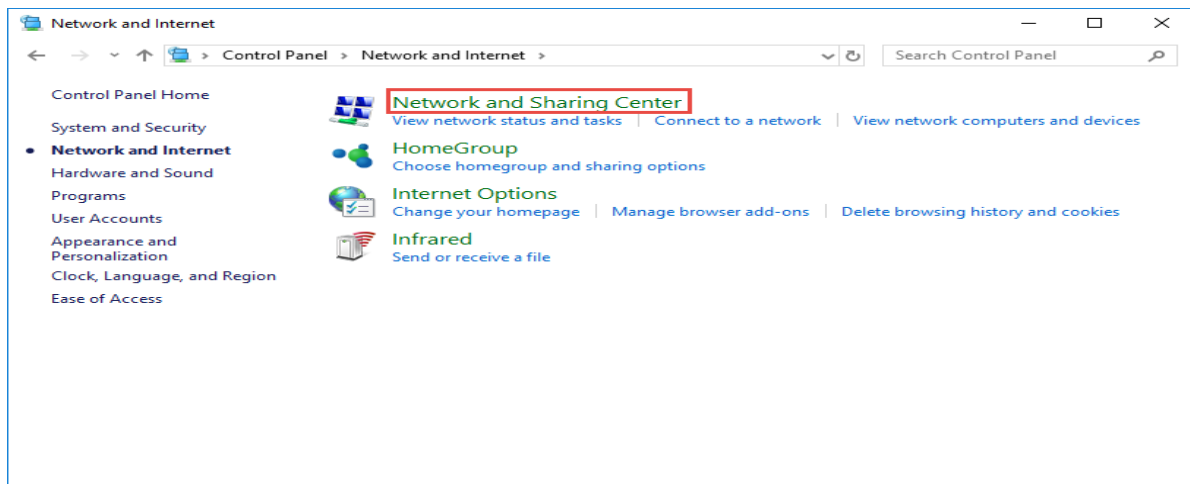 Network and Internet
Control Panel > Network and Internet >
Search Control Panel
Control Panel Home
System and Security
Network and Internet
Hardware and Sound
Programs
User Accounts
Appearance and
Personalization
Clock, Language, and Region
Ease of Access
Network and Sharing Center
View network status and tasks | Connect to a network | View network computers and devices
HomeGroup
Choose homegroup and sharing options
Internet Options
Change your homepage | Manage browser add-ons | Delete browsing history and cookies
Infrared
Send or receive a file